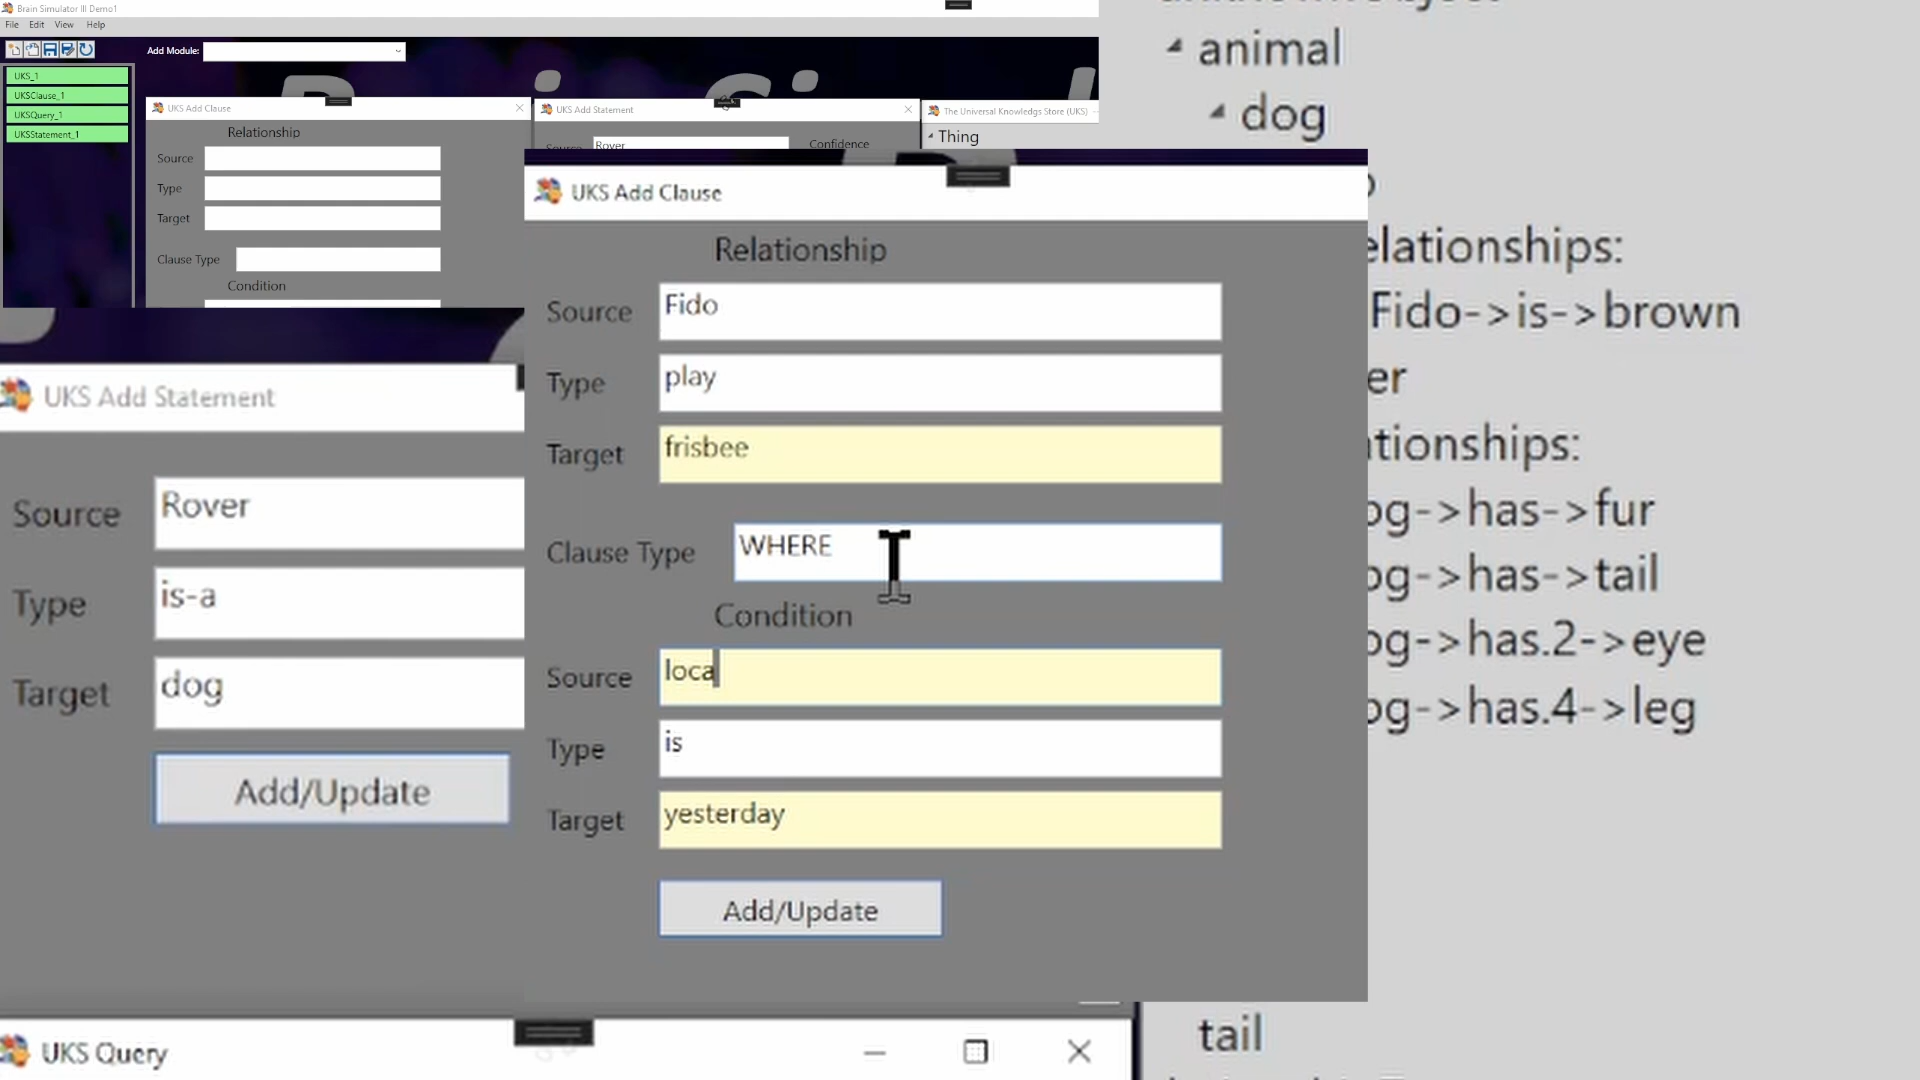 Brain Simulator III Demo1
File Edit View Help
Add Module:
UKS_1
UKSClause_1
UKSQuery_1
UKSStatement_1
UKS Add Clause
Relationship
Source
Type
Target
Clause Type
Condition
UKS Add Statement
Rover
Confidence
The Universal Knowledgs Store (UKS)
Thing
UKS Add Statement
Source Rover
Type is-a
Target dog
Add/Update
UKS Query
UKS Add Clause
Relationship
Source Fido
Type play
Target frisbee
Clause Type WHERE
Condition
Source loca
Type is
Target yesterday
Add/Update
animal
dog
elationships:
Fido->is->brown
er
tionships:
og->has->fur
og->has->tail
og->has.2->eye
og->has.4->leg
tail